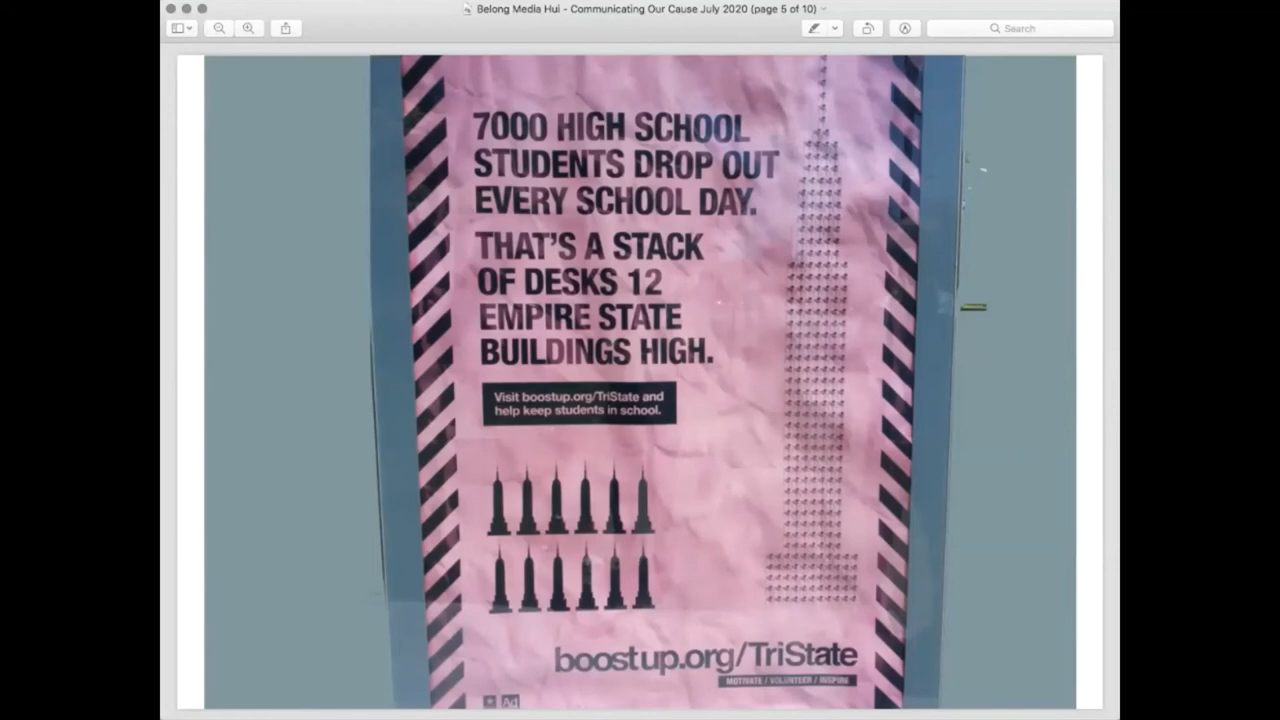 Belong Media Hui - Communicating Our Cause July 2020 (page 5 of 10)
Search
7000 HIGH SCHOOL
STUDENTS DROP OUT
EVERY SCHOOL DAY.
THAT'S A STACK
OF DESKS 12
EMPIRE STATE
BUILDINGS HIGH.
Visit boostup.org/TriState and
help keep students in school.
boostup.org/TriState
MOTIVATE / VOLUNTEER / INSPIRE
Ad